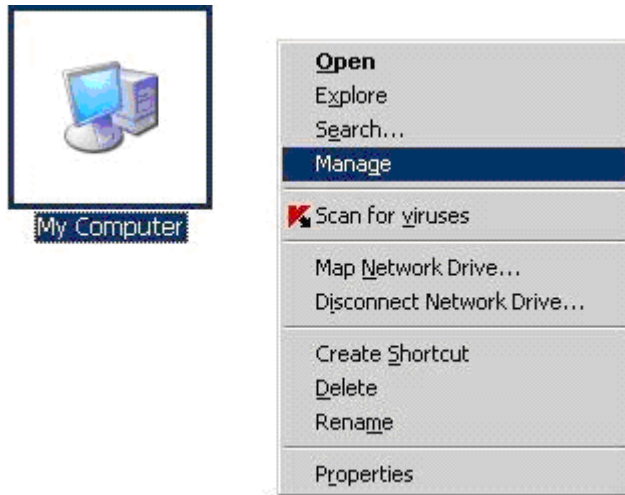 My Computer
Open
Explore
Search...
Manage
Scan for viruses
Map Network Drive...
Disconnect Network Drive...
Create Shortcut
Delete
Rename
Properties